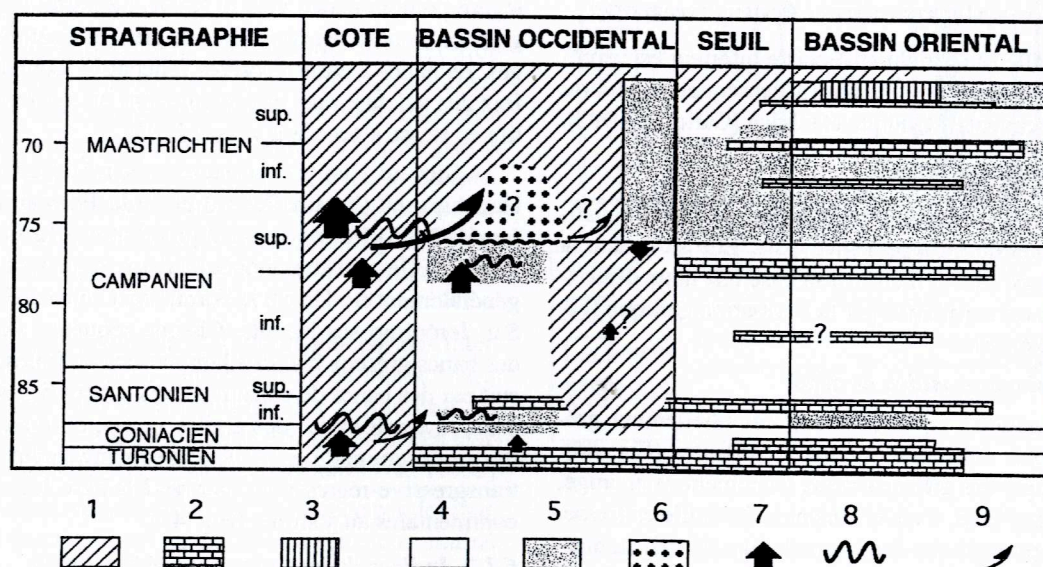 STRATIGRAPHIE COTE BASSIN OCCIDENTAL SEUIL BASSIN ORIENTAL
sup.
70 MAASTRICHTIEN
inf.
? ?
75
sup.
CAMPANIEN
80
inf. ? ?
85 SANTONIEN sup.
inf.
CONIACIEN
TURONIEN
1 2 3 4 5 6 7 8 9